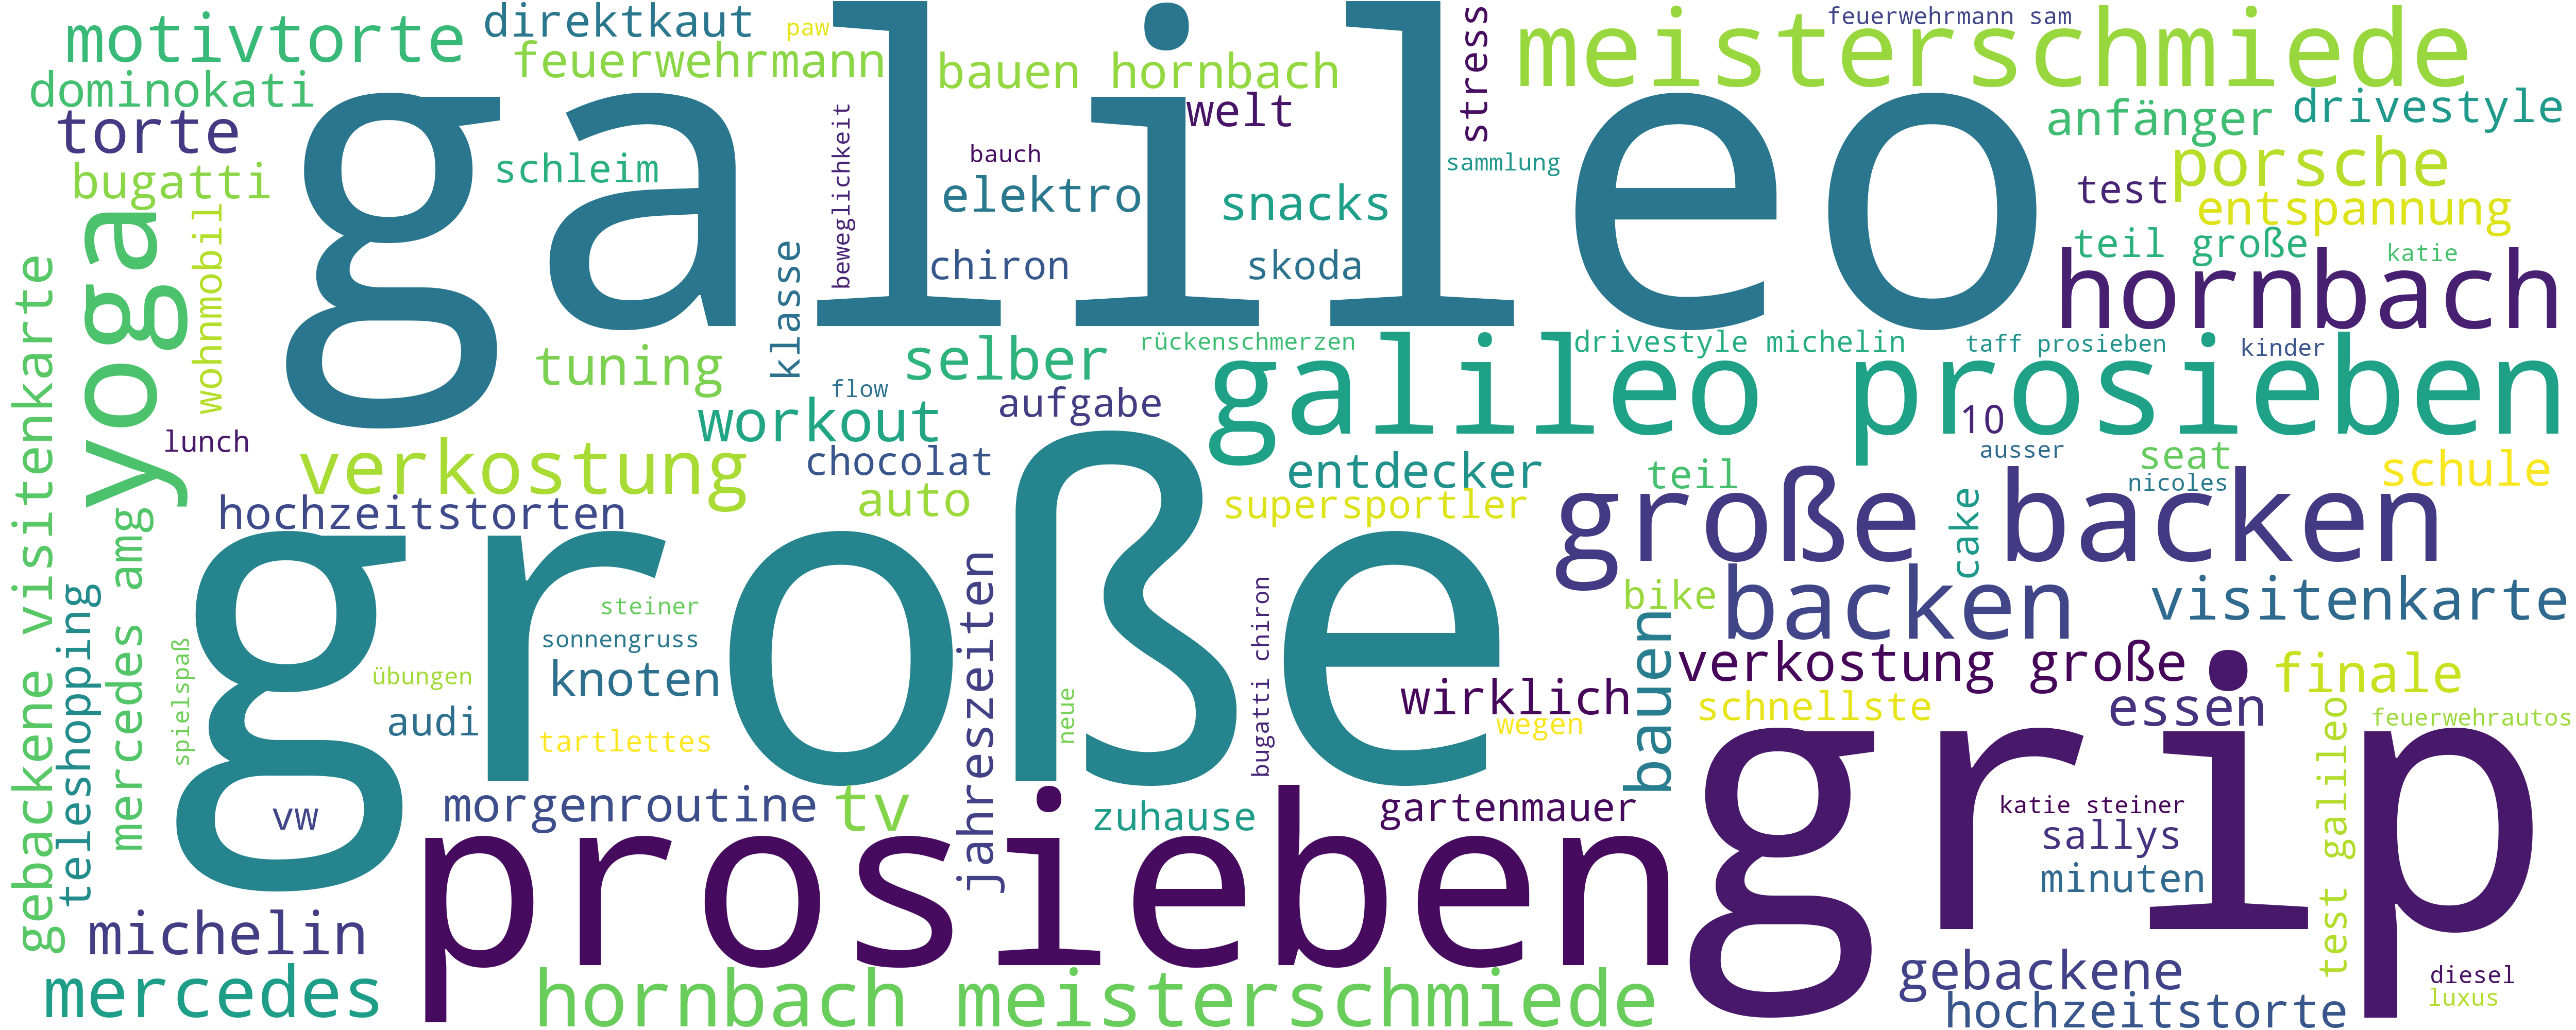 motivtorte
direktkaut
paw
galileo
feuerwehrmann sam
meisterschmiede
feuerwehrmann
bauen hornbach
stress
dominokati
welt
anfänger
drivestyle
torte
beweglichkeit
bauch
sammlung
porsche
bugatti
schleim
elektro
snacks
test
entspannung
yoga
wohnmobil
klasse
chiron
skoda
teil große
katie
hornbach
gebackene visitenkarte
tuning
selber
rückenschmerzen
drivestyle michelin
taff prosieben
kinder
galileo prosieben
flow
aufgabe
workout
10
lunch
verkostung
chocolat
entdecker
teil
ausser
seat
schule
nicoles
auto
supersportler
große backen
cake
hochzeitstorten
große
mercedes amg
teleshopping
steiner
sonnengruss
jahreszeiten
bugatti chiron
bike
backen
visitenkarte
bauen
spielspaß
übungen
knoten
neue
wirklich
verkostung große
finale
audi
tartlettes
wegen
schnellste
essen
feuerwehrautos
grip
vw
morgenroutine
tv
zuhause
gartenmauer
katie steiner
sallys
minuten
test galileo
prosieben
michelin
mercedes
hornbach meisterschmiede
gebackene
hochzeitstorte
diesel
luxus